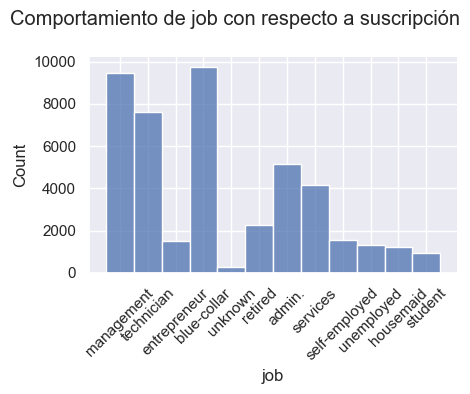 Comportamiento de job con respecto a suscripción
Count
10000
8000
6000
4000
2000
0
management
technician
entrepreneur
blue-collar
unknown
retired
admin.
services
self-employed
unemployed
housemaid
student
job